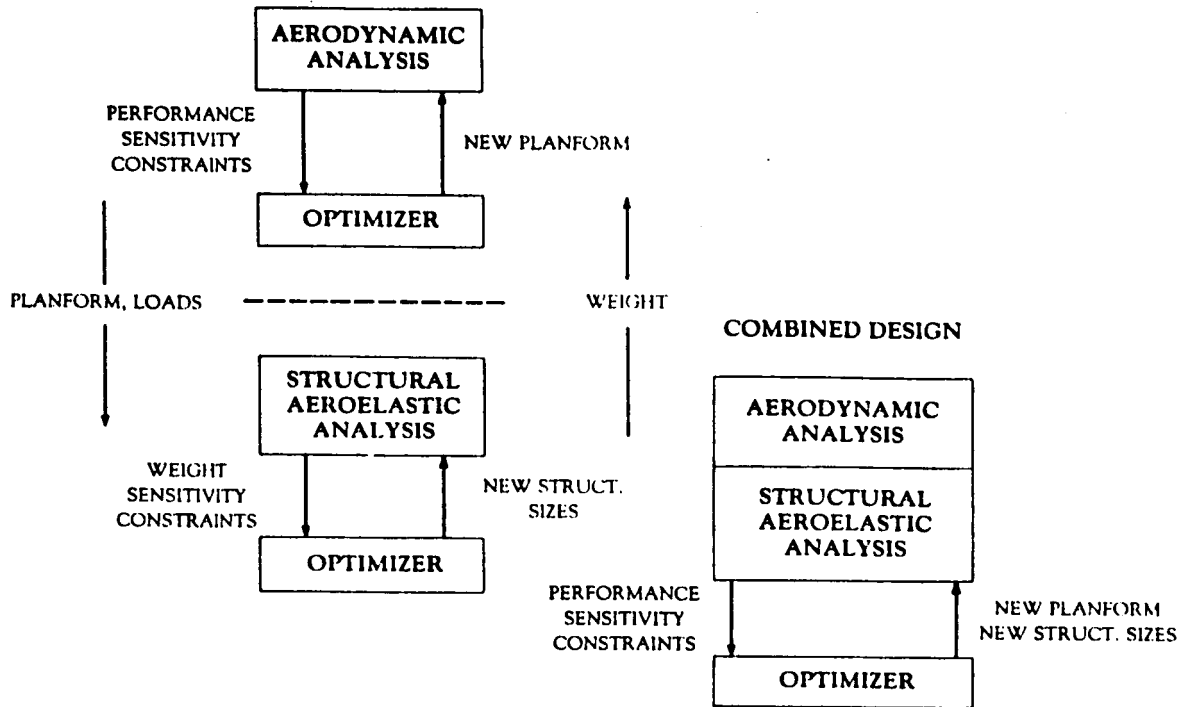 AERODYNAMIC
ANALYSIS
PERFORMANCE
SENSITIVITY
CONSTRAINTS
NEW PLANFORM
OPTIMIZER
PLANFORM, LOADS
WEIGHT
STRUCTURAL
AEROELASTIC
ANALYSIS
WEIGHT
SENSITIVITY
CONSTRAINTS
NEW STRUCT.
SIZES
OPTIMIZER
COMBINED DESIGN
AERODYNAMIC
ANALYSIS
STRUCTURAL
AEROELASTIC
ANALYSIS
PERFORMANCE
SENSITIVITY
CONSTRAINTS
NEW PLANFORM
NEW STRUCT. SIZES
OPTIMIZER